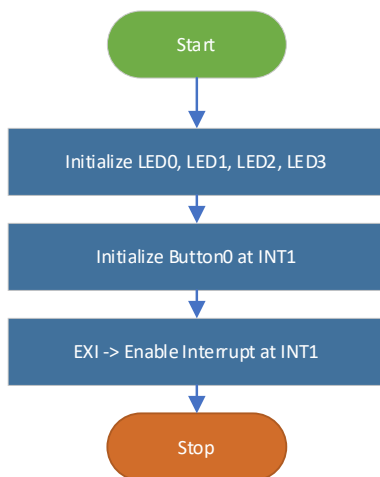 Start
Initialize LED0, LED1, LED2, LED3
Initialize Button0 at INT1
EXI -> Enable Interrupt at INT1
Stop